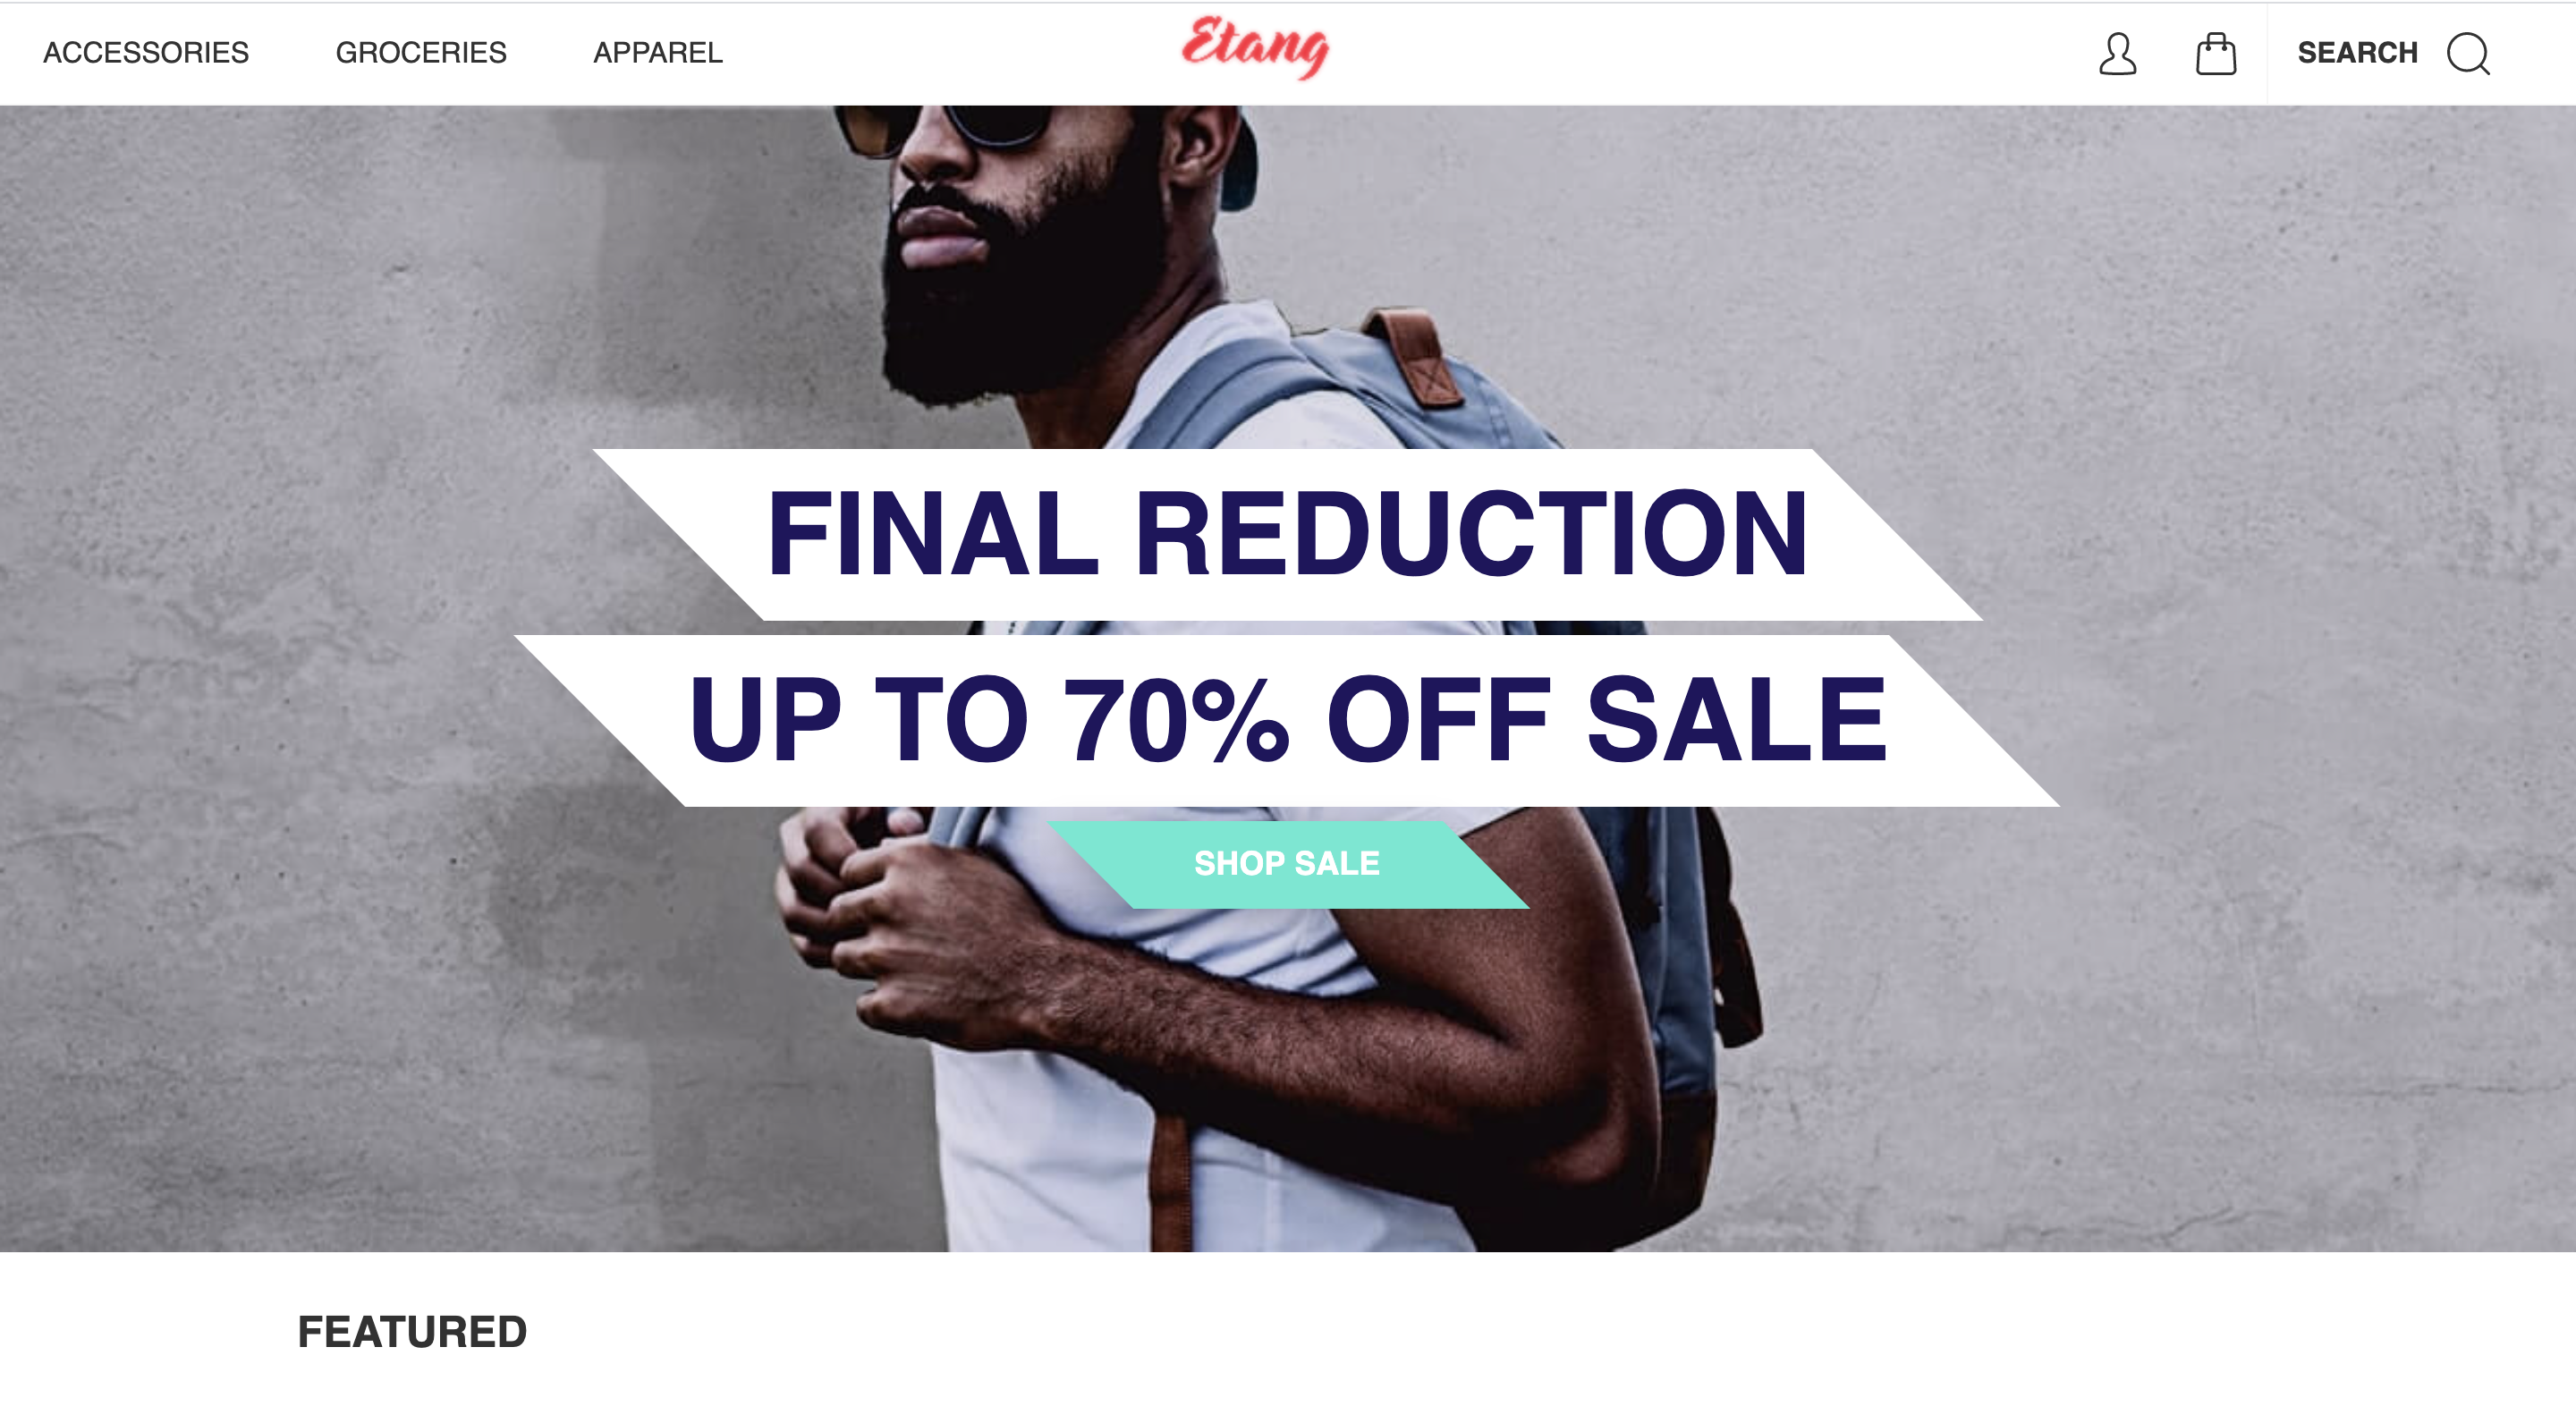 ACCESSORIES GROCERIES APPAREL Etang SEARCH
FINAL REDUCTION
UP TO 70% OFF SALE
SHOP SALE
FEATURED